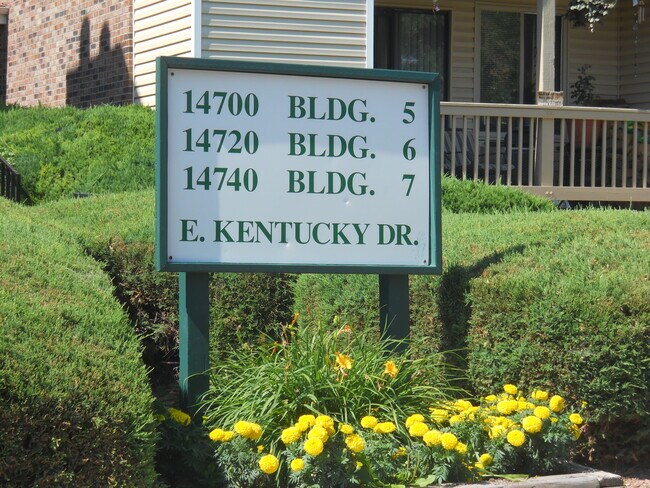 14700 BLDG. 5
14720 BLDG. 6
14740 BLDG. 7
E. KENTUCKY DR.